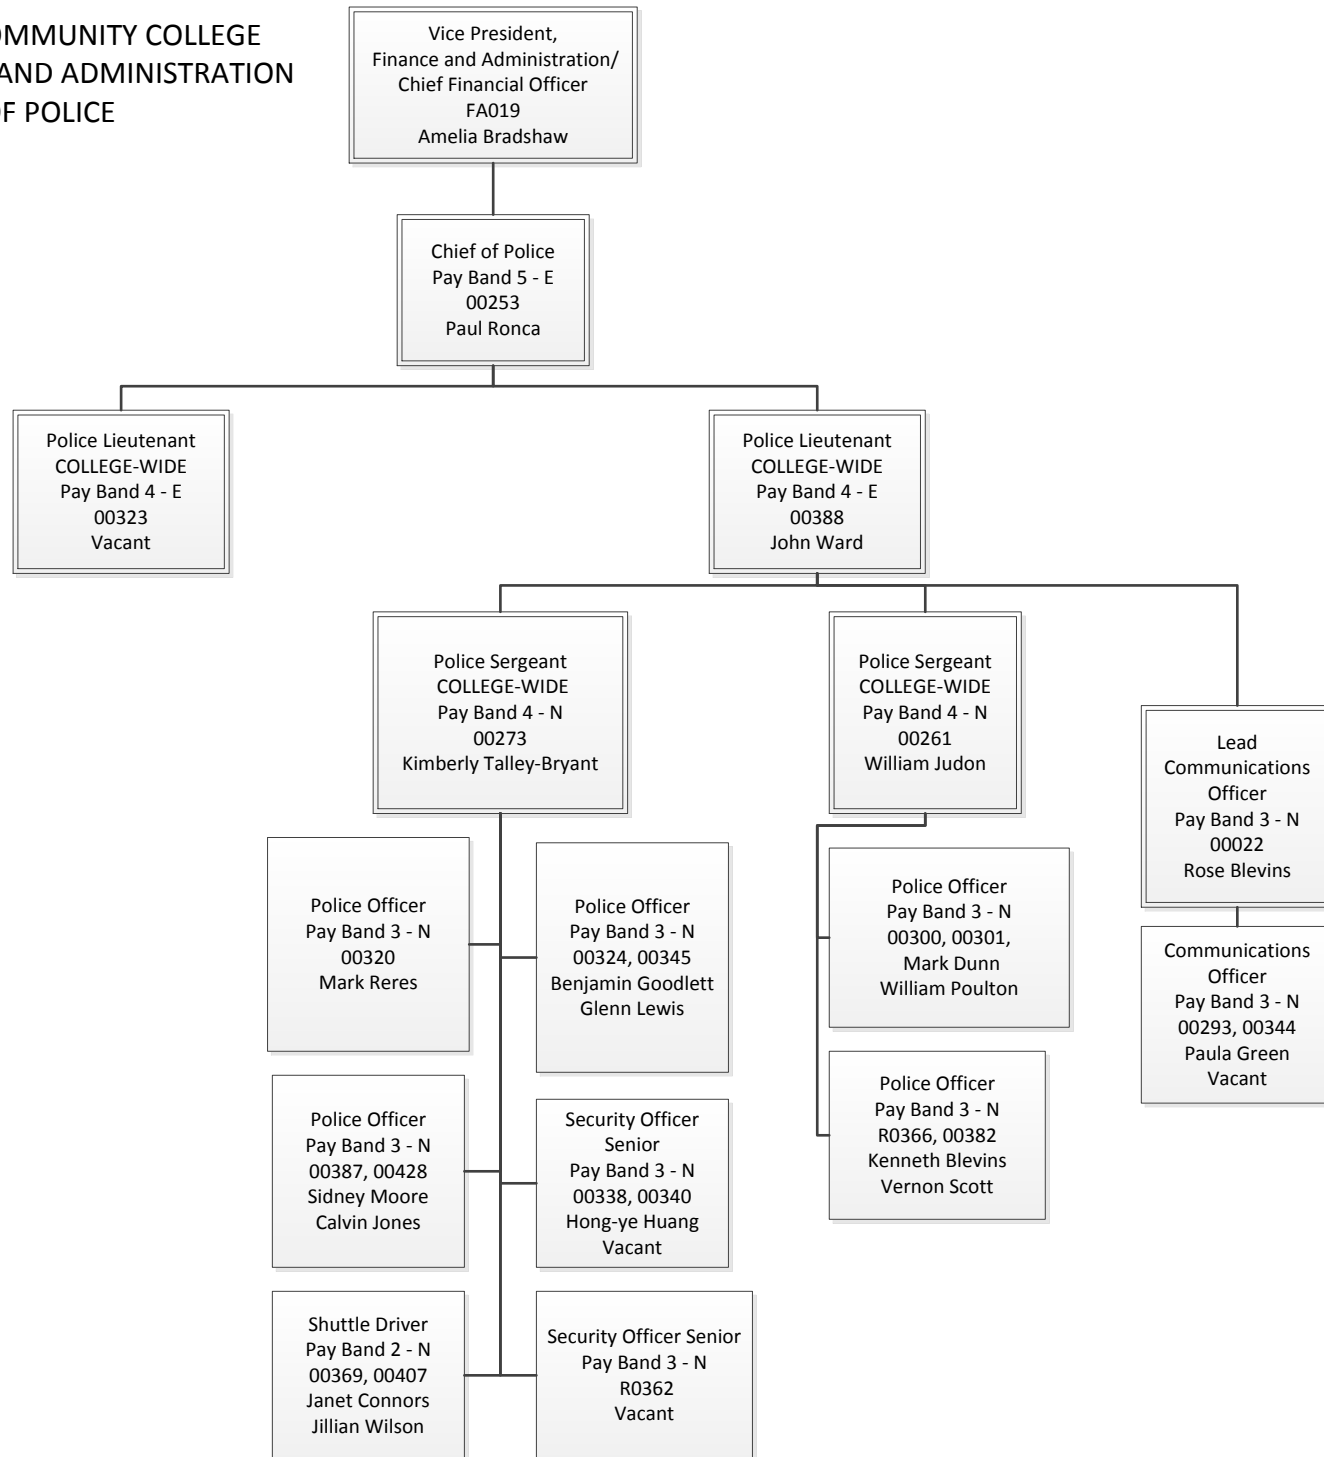 OMMUNITY COLLEGE
AND ADMINISTRATION
OF POLICE
Vice President,
Finance and Administration/
Chief Financial Officer
FA019
Amelia Bradshaw
Chief of Police
Pay Band 5 - E
00253
Paul Ronca
Police Lieutenant
COLLEGE-WIDE
Pay Band 4 - E
00323
Vacant
Police Lieutenant
COLLEGE-WIDE
Pay Band 4 - E
00388
John Ward
Police Sergeant
COLLEGE-WIDE
Pay Band 4 - N
00273
Kimberly Talley-Bryant
Police Sergeant
COLLEGE-WIDE
Pay Band 4 - N
00261
William Judon
Lead
Communications
Officer
Pay Band 3 - N
00022
Rose Blevins
Police Officer
Pay Band 3 - N
00320
Mark Reres
Police Officer
Pay Band 3 - N
00324, 00345
Benjamin Goodlett
Glenn Lewis
Police Officer
Pay Band 3 - N
00300, 00301,
Mark Dunn
William Poulton
Communications
Officer
Pay Band 3 - N
00293, 00344
Paula Green
Vacant
Police Officer
Pay Band 3 - N
00387, 00428
Sidney Moore
Calvin Jones
Security Officer
Senior
Pay Band 3 - N
00338, 00340
Hong-ye Huang
Vacant
Police Officer
Pay Band 3 - N
R0366, 00382
Kenneth Blevins
Vernon Scott
Shuttle Driver
Pay Band 2 - N
00369, 00407
Janet Connors
Jillian Wilson
Security Officer Senior
Pay Band 3 - N
R0362
Vacant